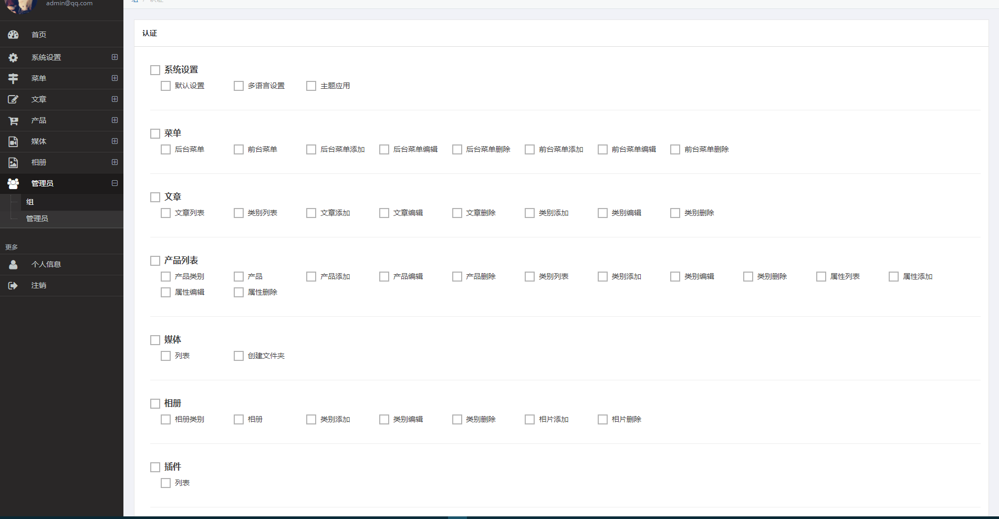 admin@qq.com
首页
系统设置
菜单
文章
产品
媒体
相册
管理员
组
管理员
更多
个人信息
注销
认证
系统设置
默认设置 多语言设置 主题应用
菜单
后台菜单 前台菜单 后台菜单添加 后台菜单编辑 后台菜单删除 前台菜单添加 前台菜单编辑 前台菜单删除
文章
文章列表 类别列表 文章添加 文章编辑 文章删除 类别添加 类别编辑 类别删除
产品列表
产品类别 产品 产品添加 产品编辑 产品删除 类别列表 类别添加 类别编辑 类别删除 属性列表 属性添加
属性编辑 属性删除
媒体
列表 创建文件夹
相册
相册类别 相册 类别添加 类别编辑 类别删除 相片添加 相片删除
插件
列表